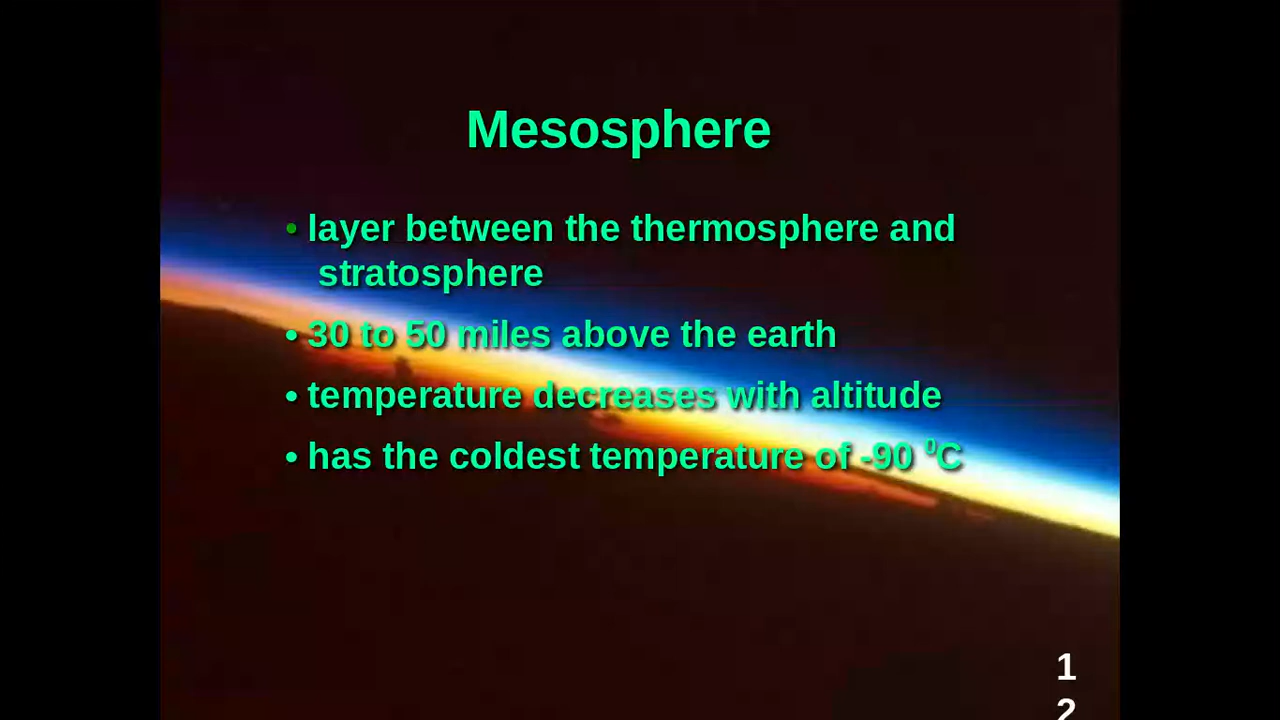 Mesosphere
• layer between the thermosphere and
stratosphere
• 30 to 50 miles above the earth
• temperature decreases with altitude
• has the coldest temperature of -90 ⁰C
1
2